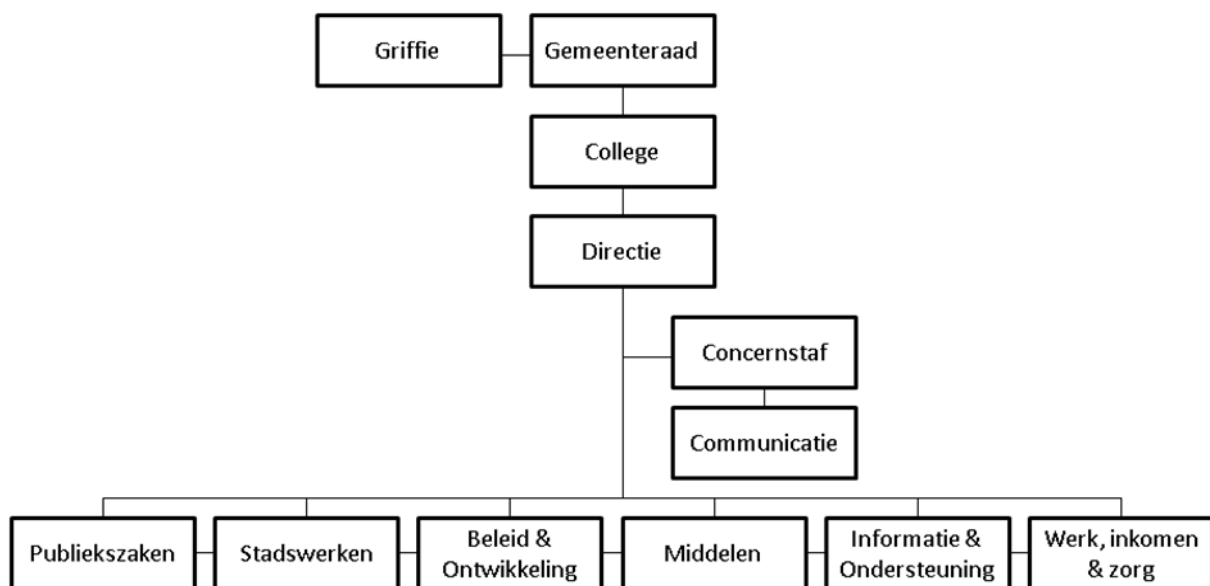 Griffie
Gemeenteraad
College
Directie
Concernstaf
Communicatie
Publiekszaken
Stadswerken
Beleid &
Ontwikkeling
Middelen
Informatie &
Ondersteuning
Werk, inkomen
& zorg